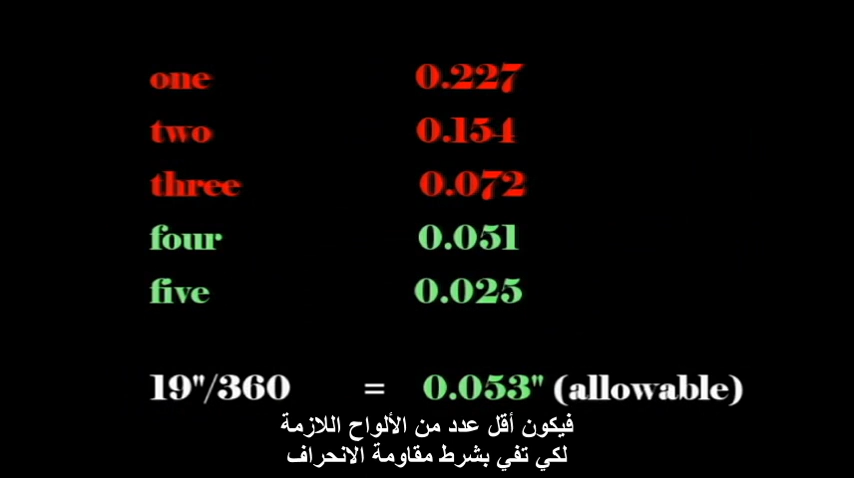 one 0.227
two 0.154
three 0.072
four 0.051
five 0.025
19"/360 = 0.053" (allowable)
فيكون أقل عدد من الألواح اللازمة
لكي تفي بشرط مقاومة الانحراف